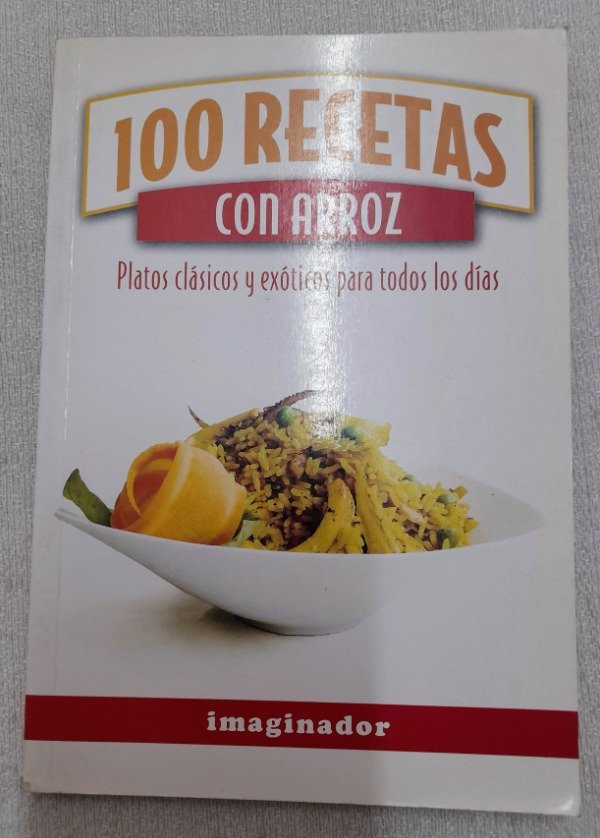 100 RECETAS
CON ARROZ
Platos clásicos y exóticos para todos los días
imaginador